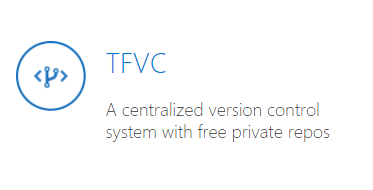 TFVC
A centralized version control
system with free private repos